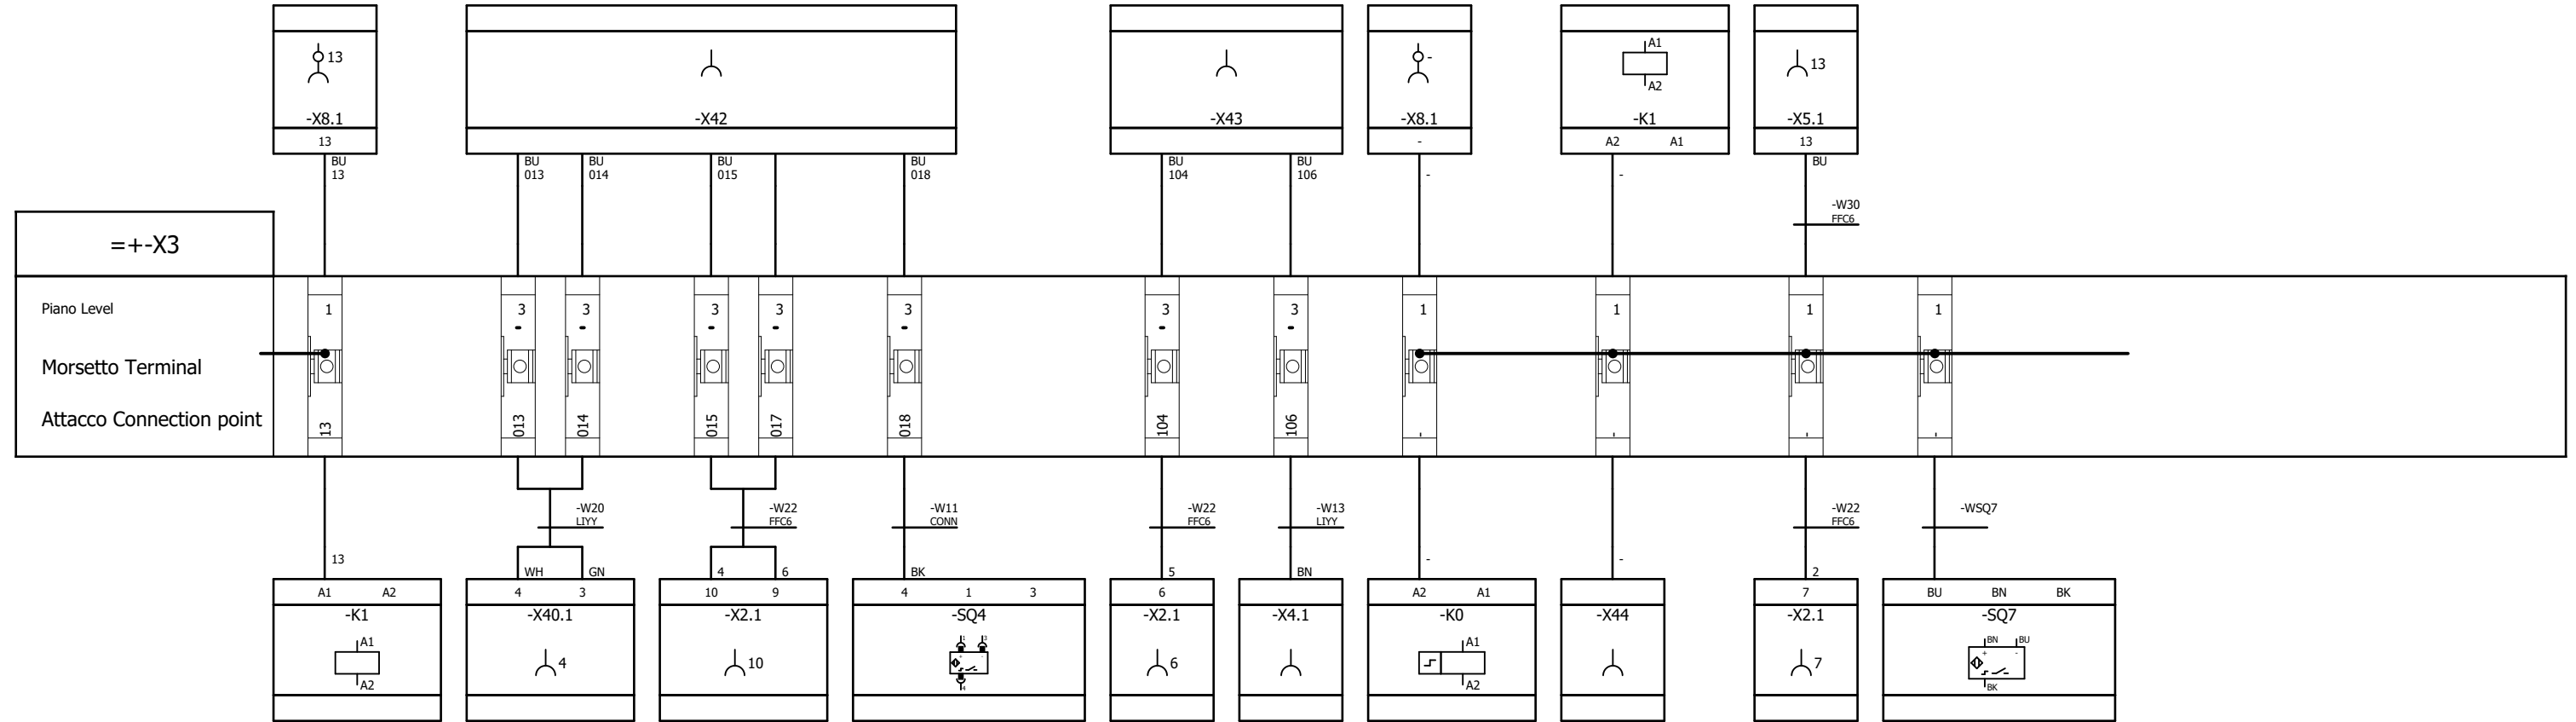 13
-X8.1
13
BU
13
-X42
BU
013
BU
014
BU
015
BU
018
-X43
BU
104
BU
106
-
-X8.1
-
-
A1
A2
-K1
A2 A1
-
13
-X5.1
13
BU
-W30
FFC6
=+-X3
Piano Level
1 3 3 3 3 3 3 3 1 1 1 1
Morsetto Terminal
Attacco Connection point
13 013 014 015 017 018 104 106 - - - -
13
A1 A2
-K1
A1
A2
-W20
LIYY
WH GN
4 3
-X40.1
4
-W22
FFC6
4 6
10 9
-X2.1
10
-W11
CONN
BK
4 1 3
-SQ4
1 3
+ -
4
-W22
FFC6
5
6
-X2.1
6
-W13
LIYY
BN
-X4.1
-
A2 A1
-K0
A1
A2
-
-X44
-W22
FFC6
2
7
-X2.1
7
-WSQ7
BU BN BK
-SQ7
BN BU
+ -
BK